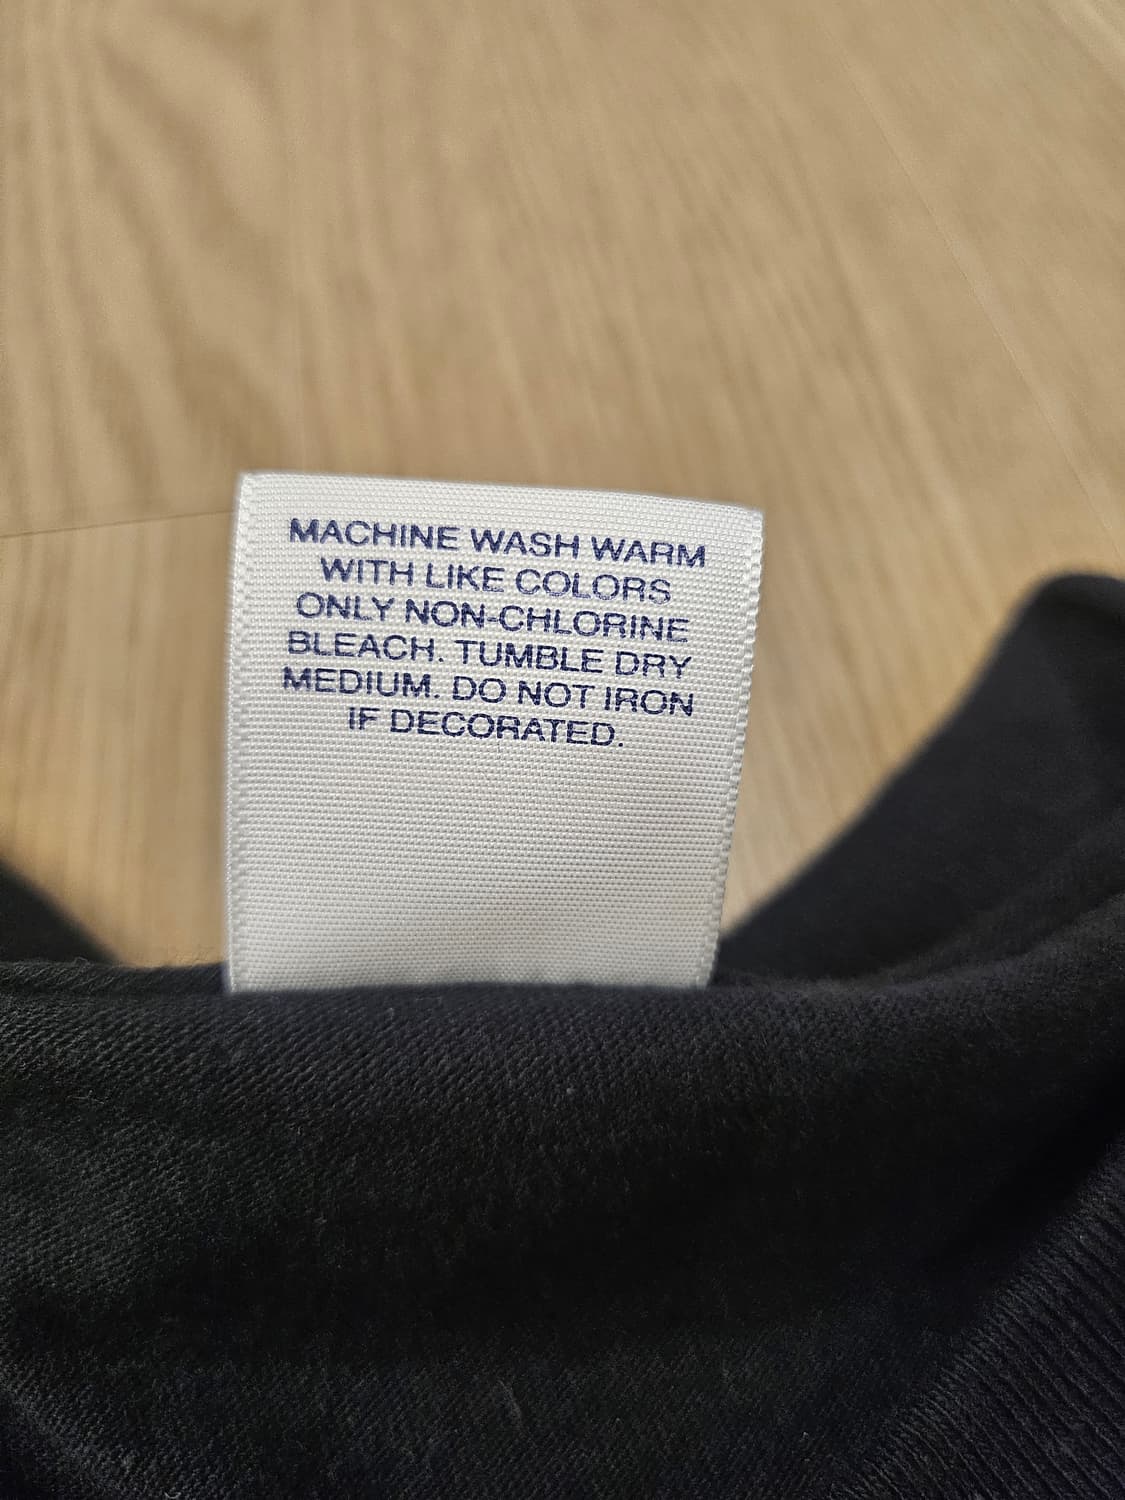 MACHINE WASH WARM
WITH LIKE COLORS
ONLY NON-CHLORINE
BLEACH. TUMBLE DRY
MEDIUM. DO NOT IRON
IF DECORATED.